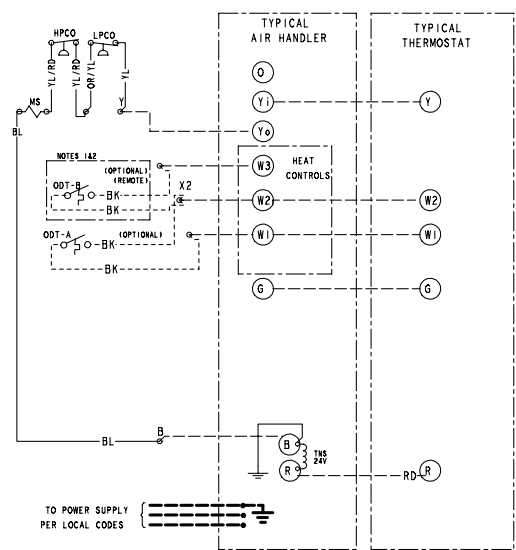 TYPICAL
AIR HANDLER
TYPICAL
THERMOSTAT
HPCO
LPCO
YL/RD
YL/RD
OR/YL
YL
MS
Y
BL
O
Yi
Y
Yo
NOTES 1&2
(OPTIONAL)
(REMOTE)
ODT-B
BK
BK
X2
W3
HEAT
CONTROLS
W2
W2
ODT-A
(OPTIONAL)
BK
BK
W1
W1
G
G
BL
B
B
TNS
24V
R
RD
R
TO POWER SUPPLY
PER LOCAL CODES